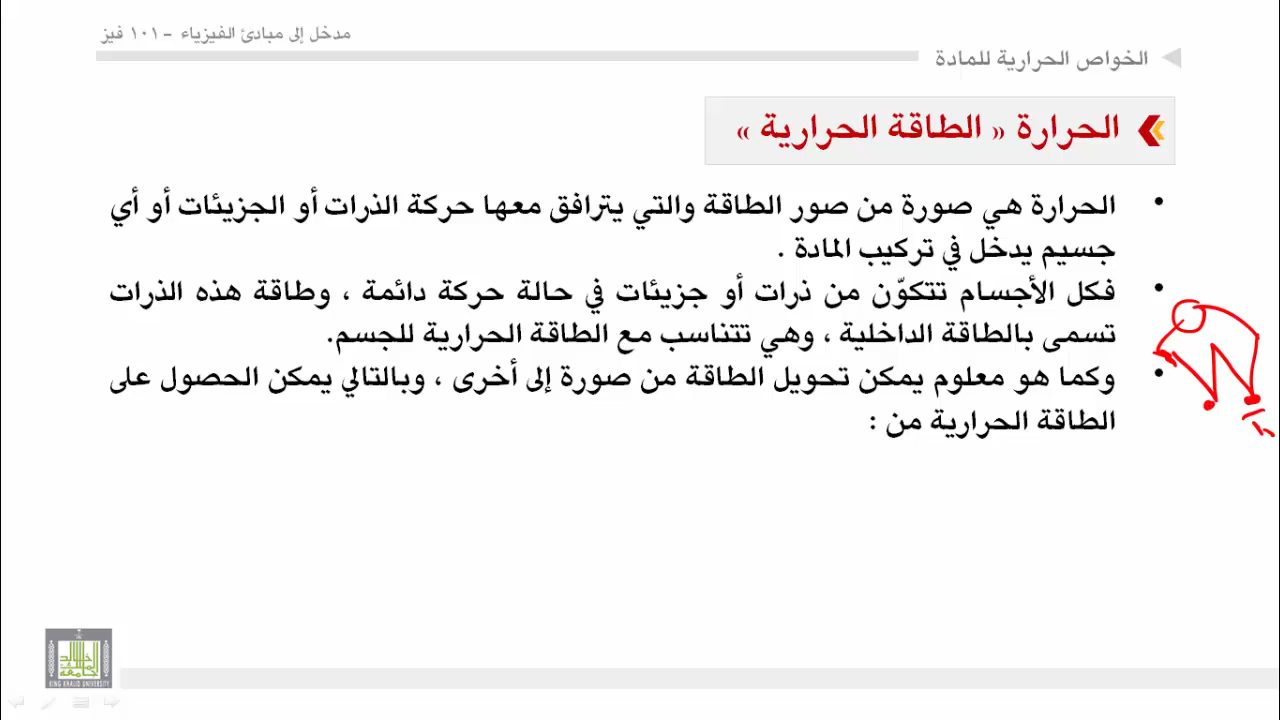 مدخل إلى مبادئ الفيزياء - ١٠١ فيز
الخواص الحرارية للمادة
الحرارة « الطاقة الحرارية »
• الحرارة هي صورة من صور الطاقة والتي يترافق معها حركة الذرات أو الجزيئات أو أي
جسيم يدخل في تركيب المادة .
• فكل الأجسام تتكوّن من ذرات أو جزيئات في حالة حركة دائمة ، وطاقة هذه الذرات
تسمى بالطاقة الداخلية ، وهي تتناسب مع الطاقة الحرارية للجسم.
• وكما هو معلوم يمكن تحويل الطاقة من صورة إلى أخرى ، وبالتالي يمكن الحصول على
الطاقة الحرارية من :
KING KHALID UNIVERSITY